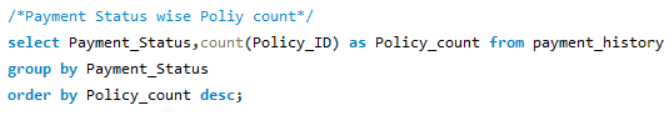 /*Payment Status wise Poliy count*/
select Payment_Status,count(Policy_ID) as Policy_count from payment_history
group by Payment_Status
order by Policy_count desc;